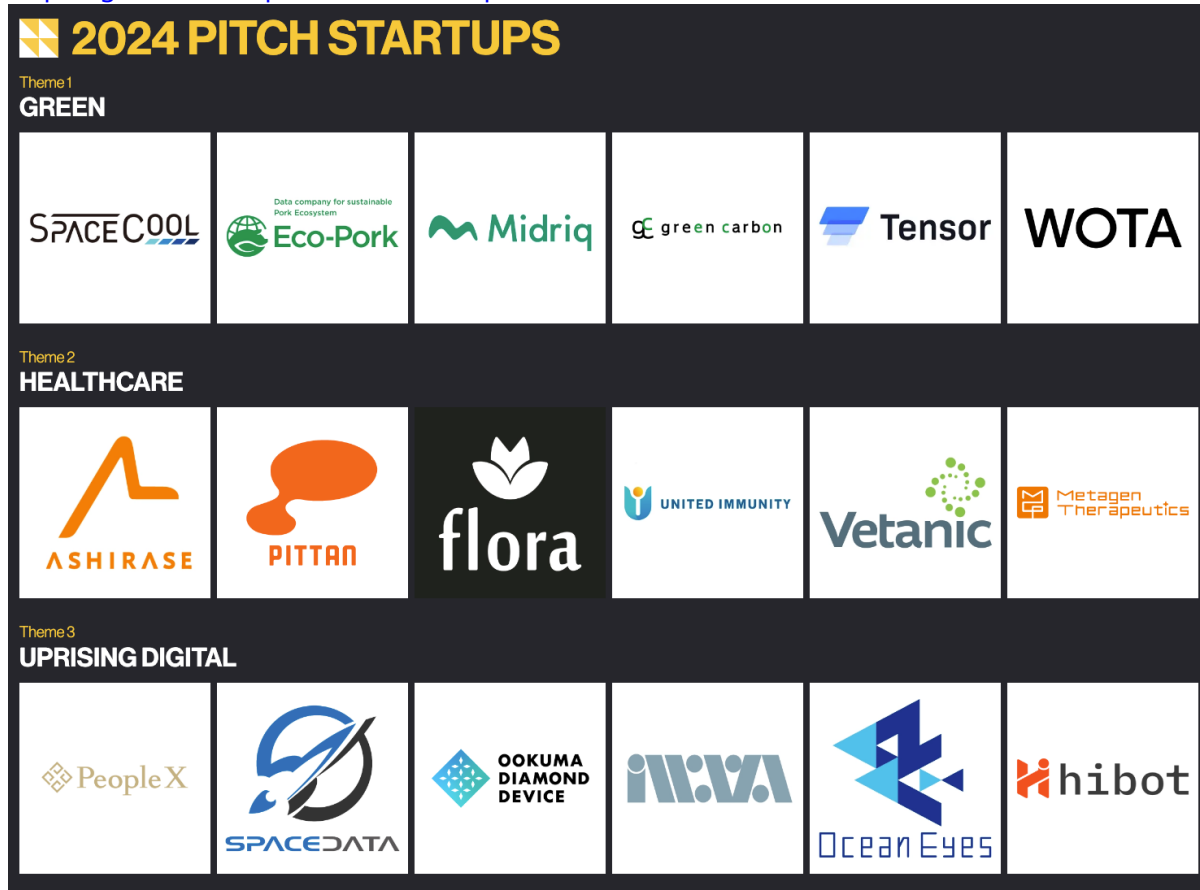 2024 PITCH STARTUPS
Theme 1
GREEN
SPACECOOL
Data company for sustainable
Pork Ecosystem
Eco-Pork
Midriq
gc green carbon
Tensor
WOTA
Theme 2
HEALTHCARE
ASHIRASE
PITTAN
flora
UNITED IMMUNITY
Vetanic
Metagen
Therapeutics
Theme 3
UPRISING DIGITAL
PeopleX
SPACEDATA
OOKUMA
DIAMOND
DEVICE
Ocean Eyes
hibot